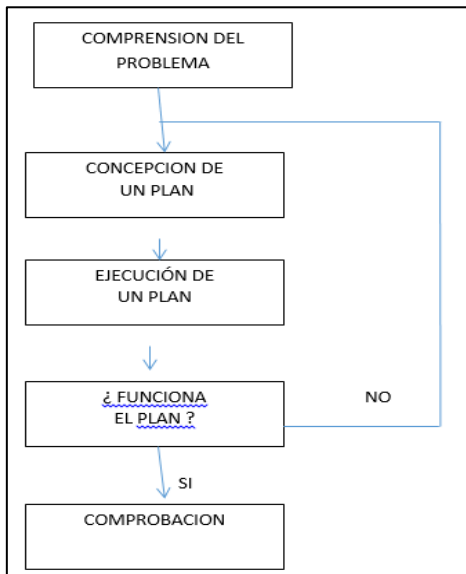 COMPRENSION DEL
PROBLEMA
CONCEPCION DE
UN PLAN
EJECUCIÓN DE
UN PLAN
¿ FUNCIONA
EL PLAN ?
NO
SI
COMPROBACION